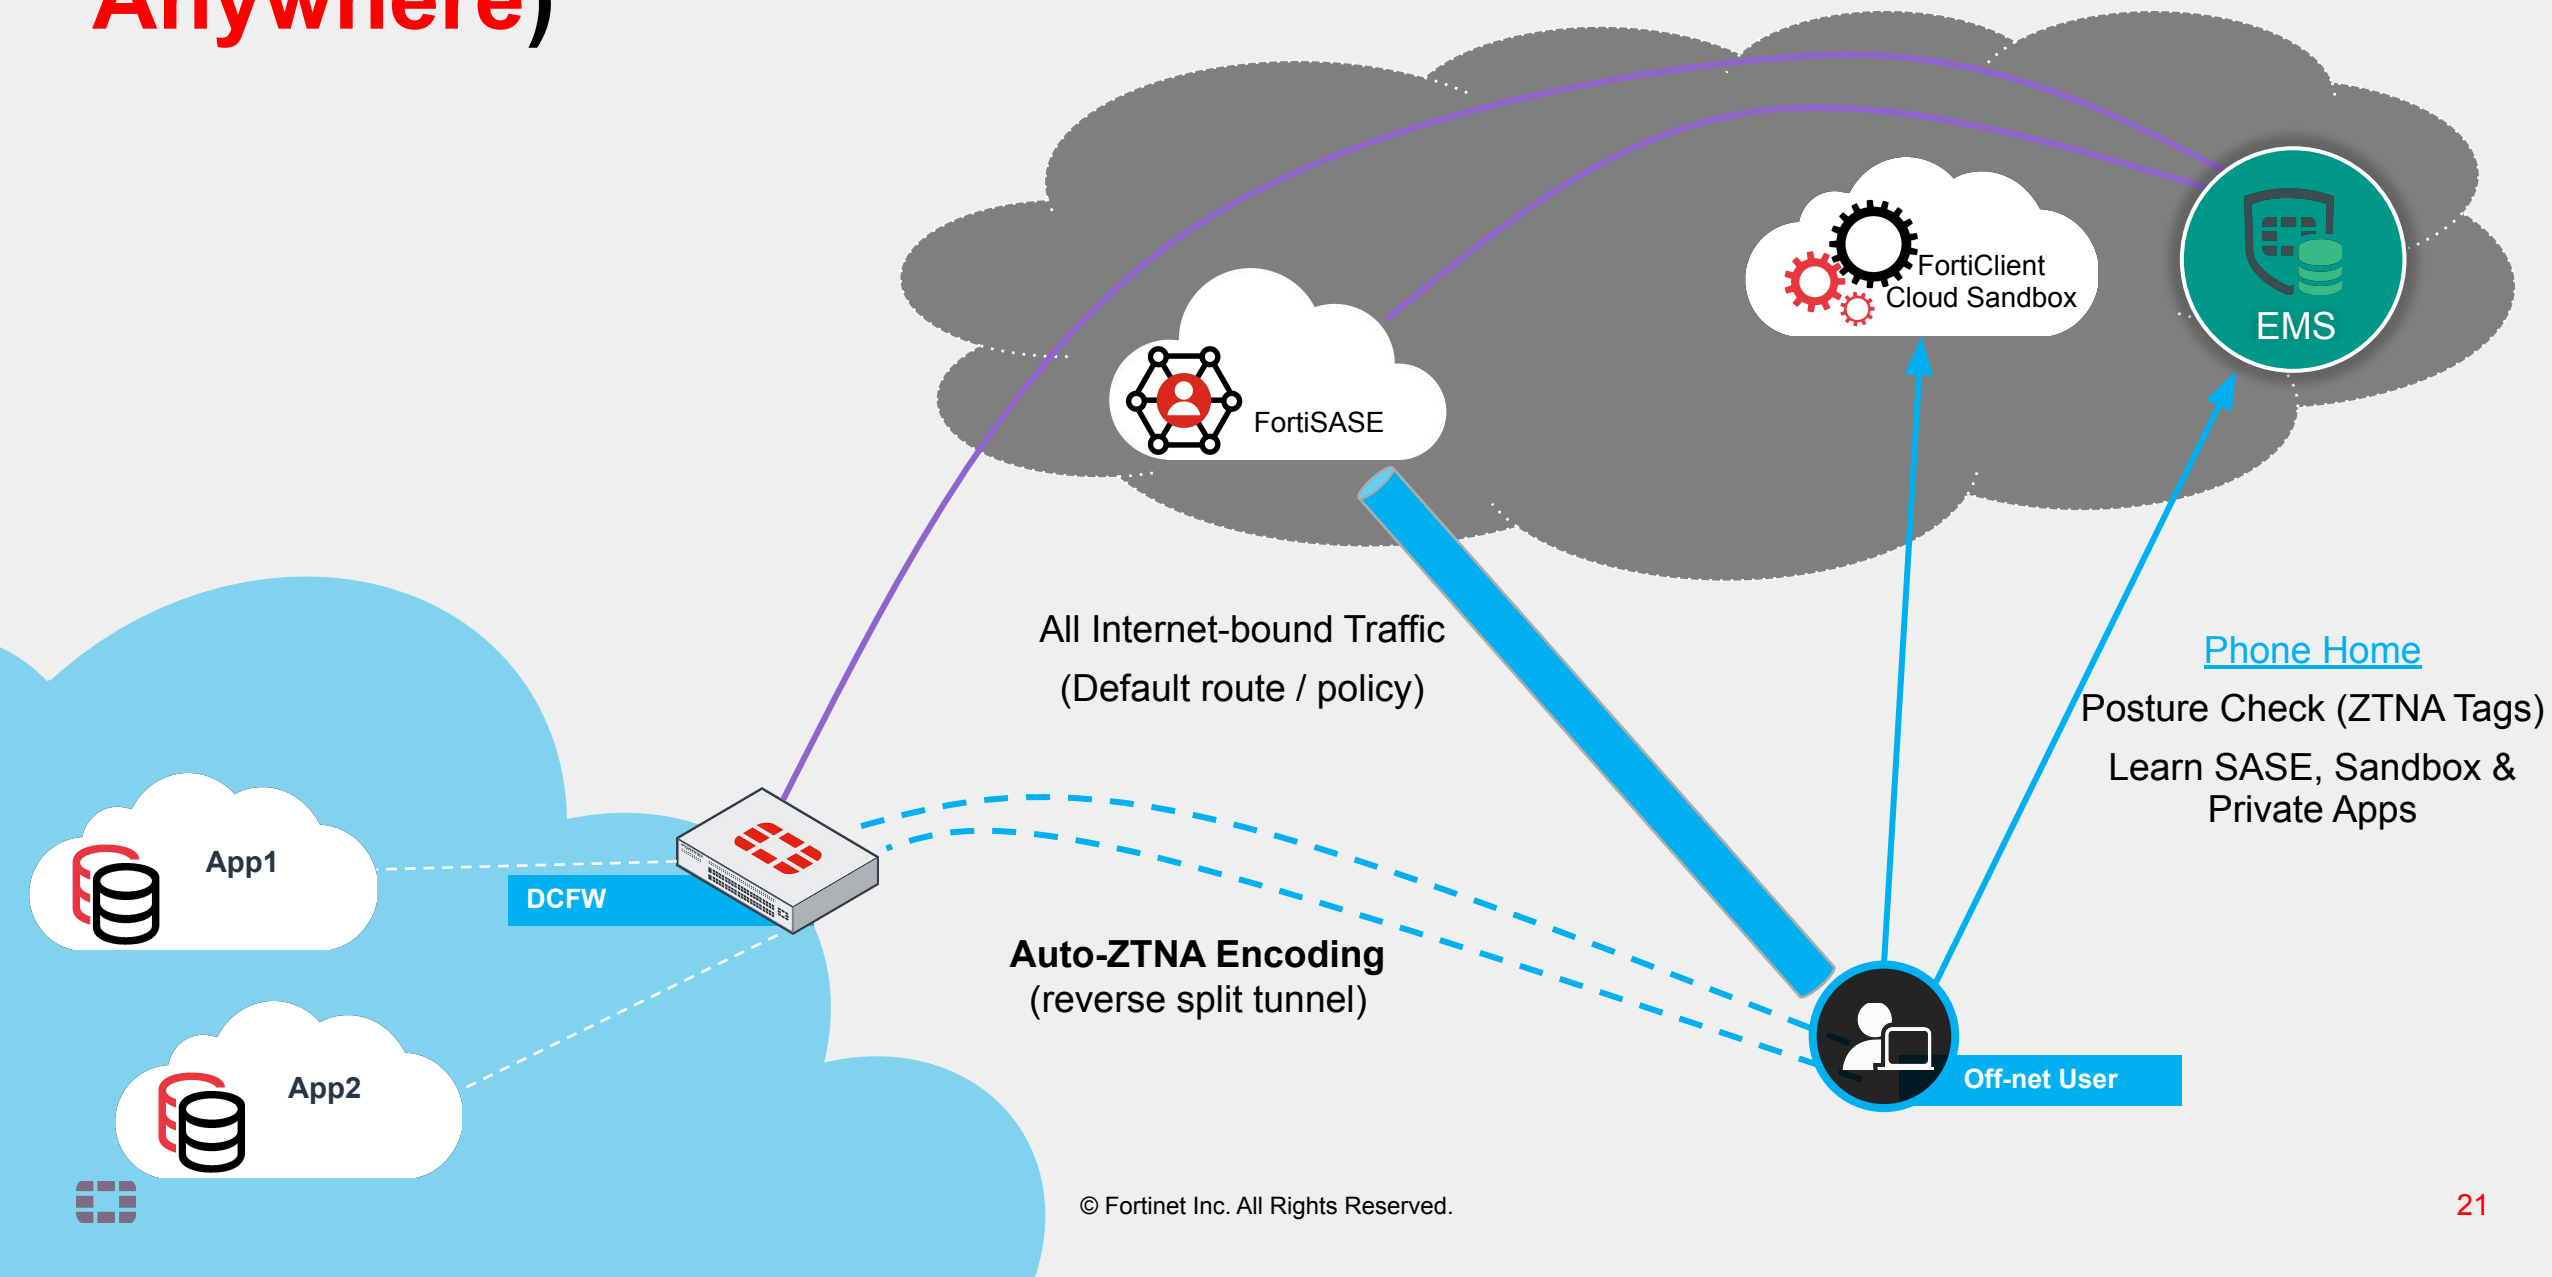 Anywhere)
FortiClient
Cloud Sandbox
EMS
FortiSASE
All Internet-bound Traffic
(Default route / policy)
Phone Home
Posture Check (ZTNA Tags)
Learn SASE, Sandbox &
Private Apps
App1
DCFW
Auto-ZTNA Encoding
(reverse split tunnel)
App2
Off-net User
© Fortinet Inc. All Rights Reserved.
21